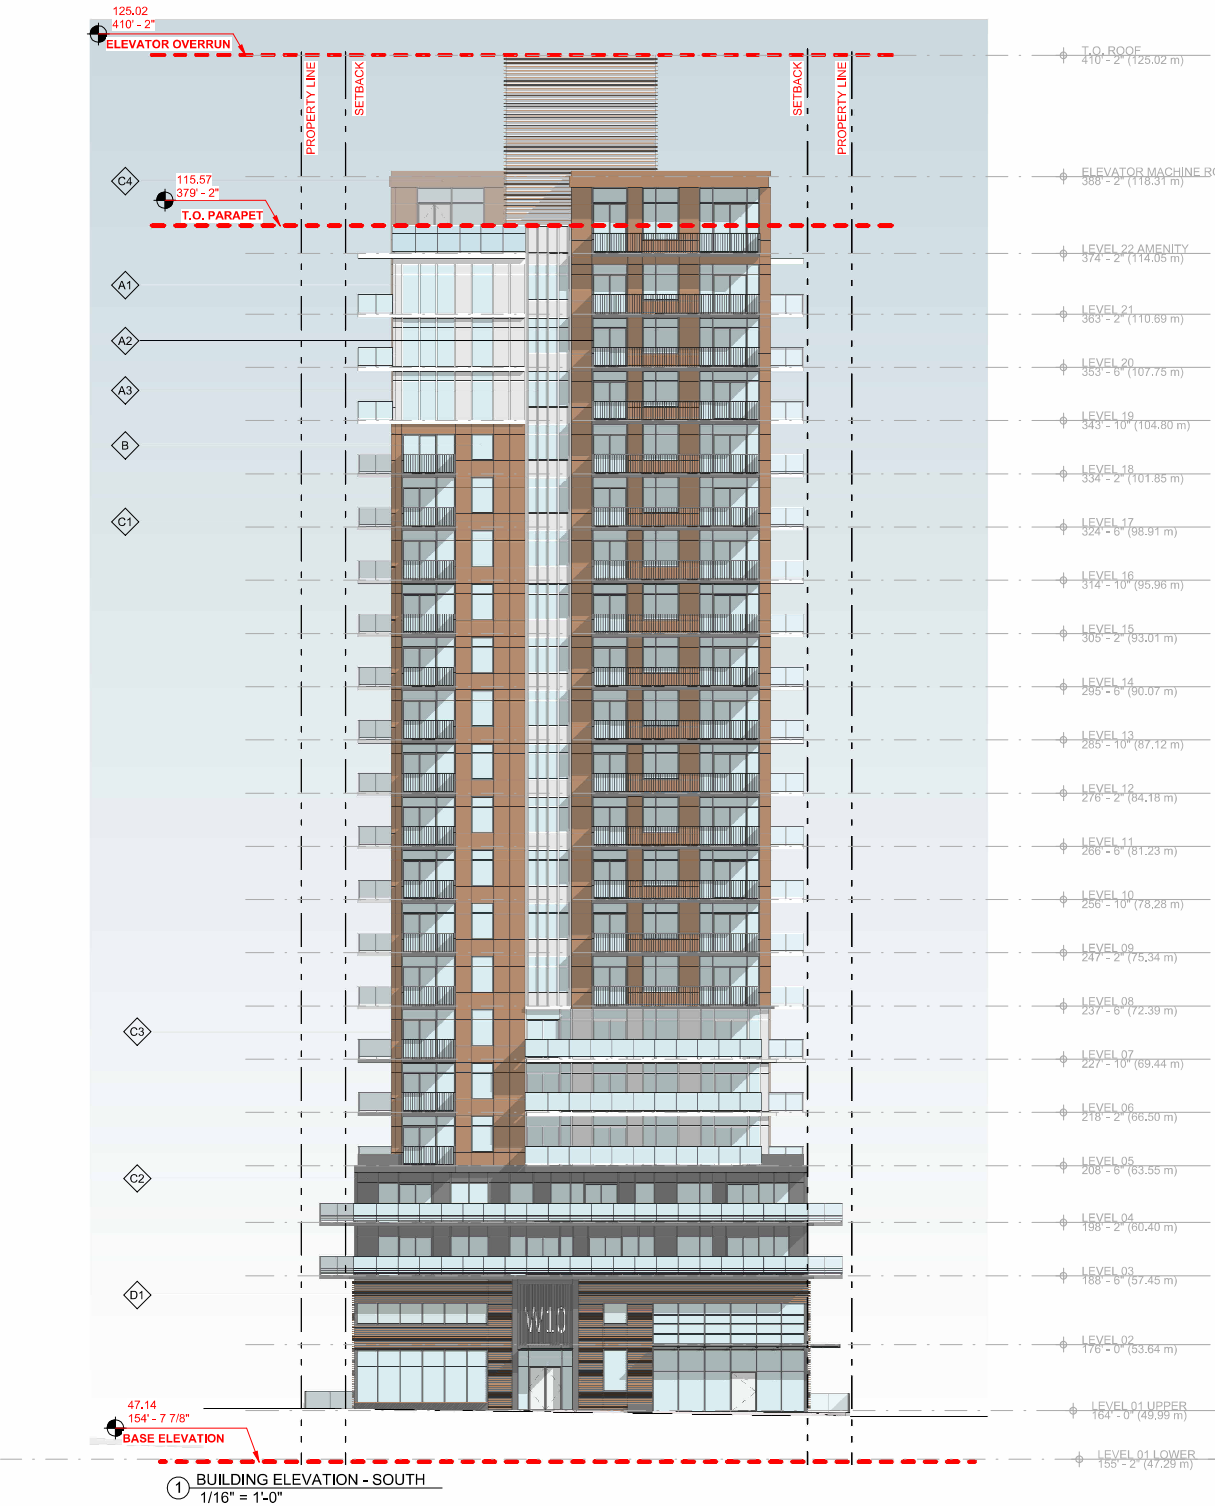 125.02
410' - 2"
ELEVATOR OVERRUN
PROPERTY LINE
SETBACK
SETBACK
PROPERTY LINE
T.O. ROOF
410' - 2" (125.02 m)
C4
115.57
379' - 2"
T.O. PARAPET
ELEVATOR MACHINE RO
388' - 2" (118.31 m)
LEVEL 22 AMENITY
374' - 2" (114.05 m)
A1
LEVEL 21
363' - 2" (110.69 m)
A2
LEVEL 20
353' - 6" (107.75 m)
A3
LEVEL 19
343' - 10" (104.80 m)
B
LEVEL 18
334' - 2" (101.85 m)
C1
LEVEL 17
324' - 6" (98.91 m)
LEVEL 16
314' - 10" (95.96 m)
LEVEL 15
305' - 2" (93.01 m)
LEVEL 14
295' - 6" (90.07 m)
LEVEL 13
285' - 10" (87.12 m)
LEVEL 12
276' - 2" (84.18 m)
LEVEL 11
266' - 6" (81.23 m)
LEVEL 10
256' - 10" (78.28 m)
LEVEL 09
247' - 2" (75.34 m)
LEVEL 08
237' - 6" (72.39 m)
C3
LEVEL 07
227' - 10" (69.44 m)
LEVEL 06
218' - 2" (66.50 m)
LEVEL 05
208' - 6" (63.55 m)
C2
LEVEL 04
198' - 2" (60.40 m)
LEVEL 03
188' - 6" (57.45 m)
D1
W10
LEVEL 02
176' - 0" (53.64 m)
47.14
154' - 7 7/8"
BASE ELEVATION
LEVEL 01 UPPER
164' - 0" (49.99 m)
LEVEL 01 LOWER
155' - 2" (47.29 m)
1
BUILDING ELEVATION - SOUTH
1/16" = 1'-0"